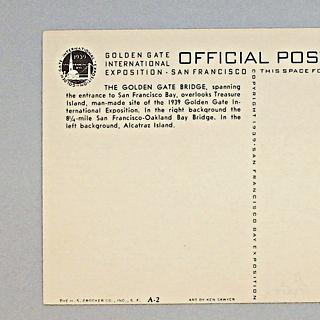 1939
GOLDEN GATE
INTERNATIONAL
EXPOSITION · SAN FRANCISCO
OFFICIAL POS
THIS SPACE FO
THE GOLDEN GATE BRIDGE, spanning
the entrance to San Francisco Bay, overlooks Treasure
Island, man-made site of the 1939 Golden Gate In-
ternational Exposition. In the right background the
8¼-mile San Francisco-Oakland Bay Bridge. In the
left background, Alcatraz Island.
COPYRIGHT 1939 · SAN FRANCISCO BAY EXPOSITION
THE H. S. CROCKER CO., INC., S. F. A-2 ART BY KEN SAWYER